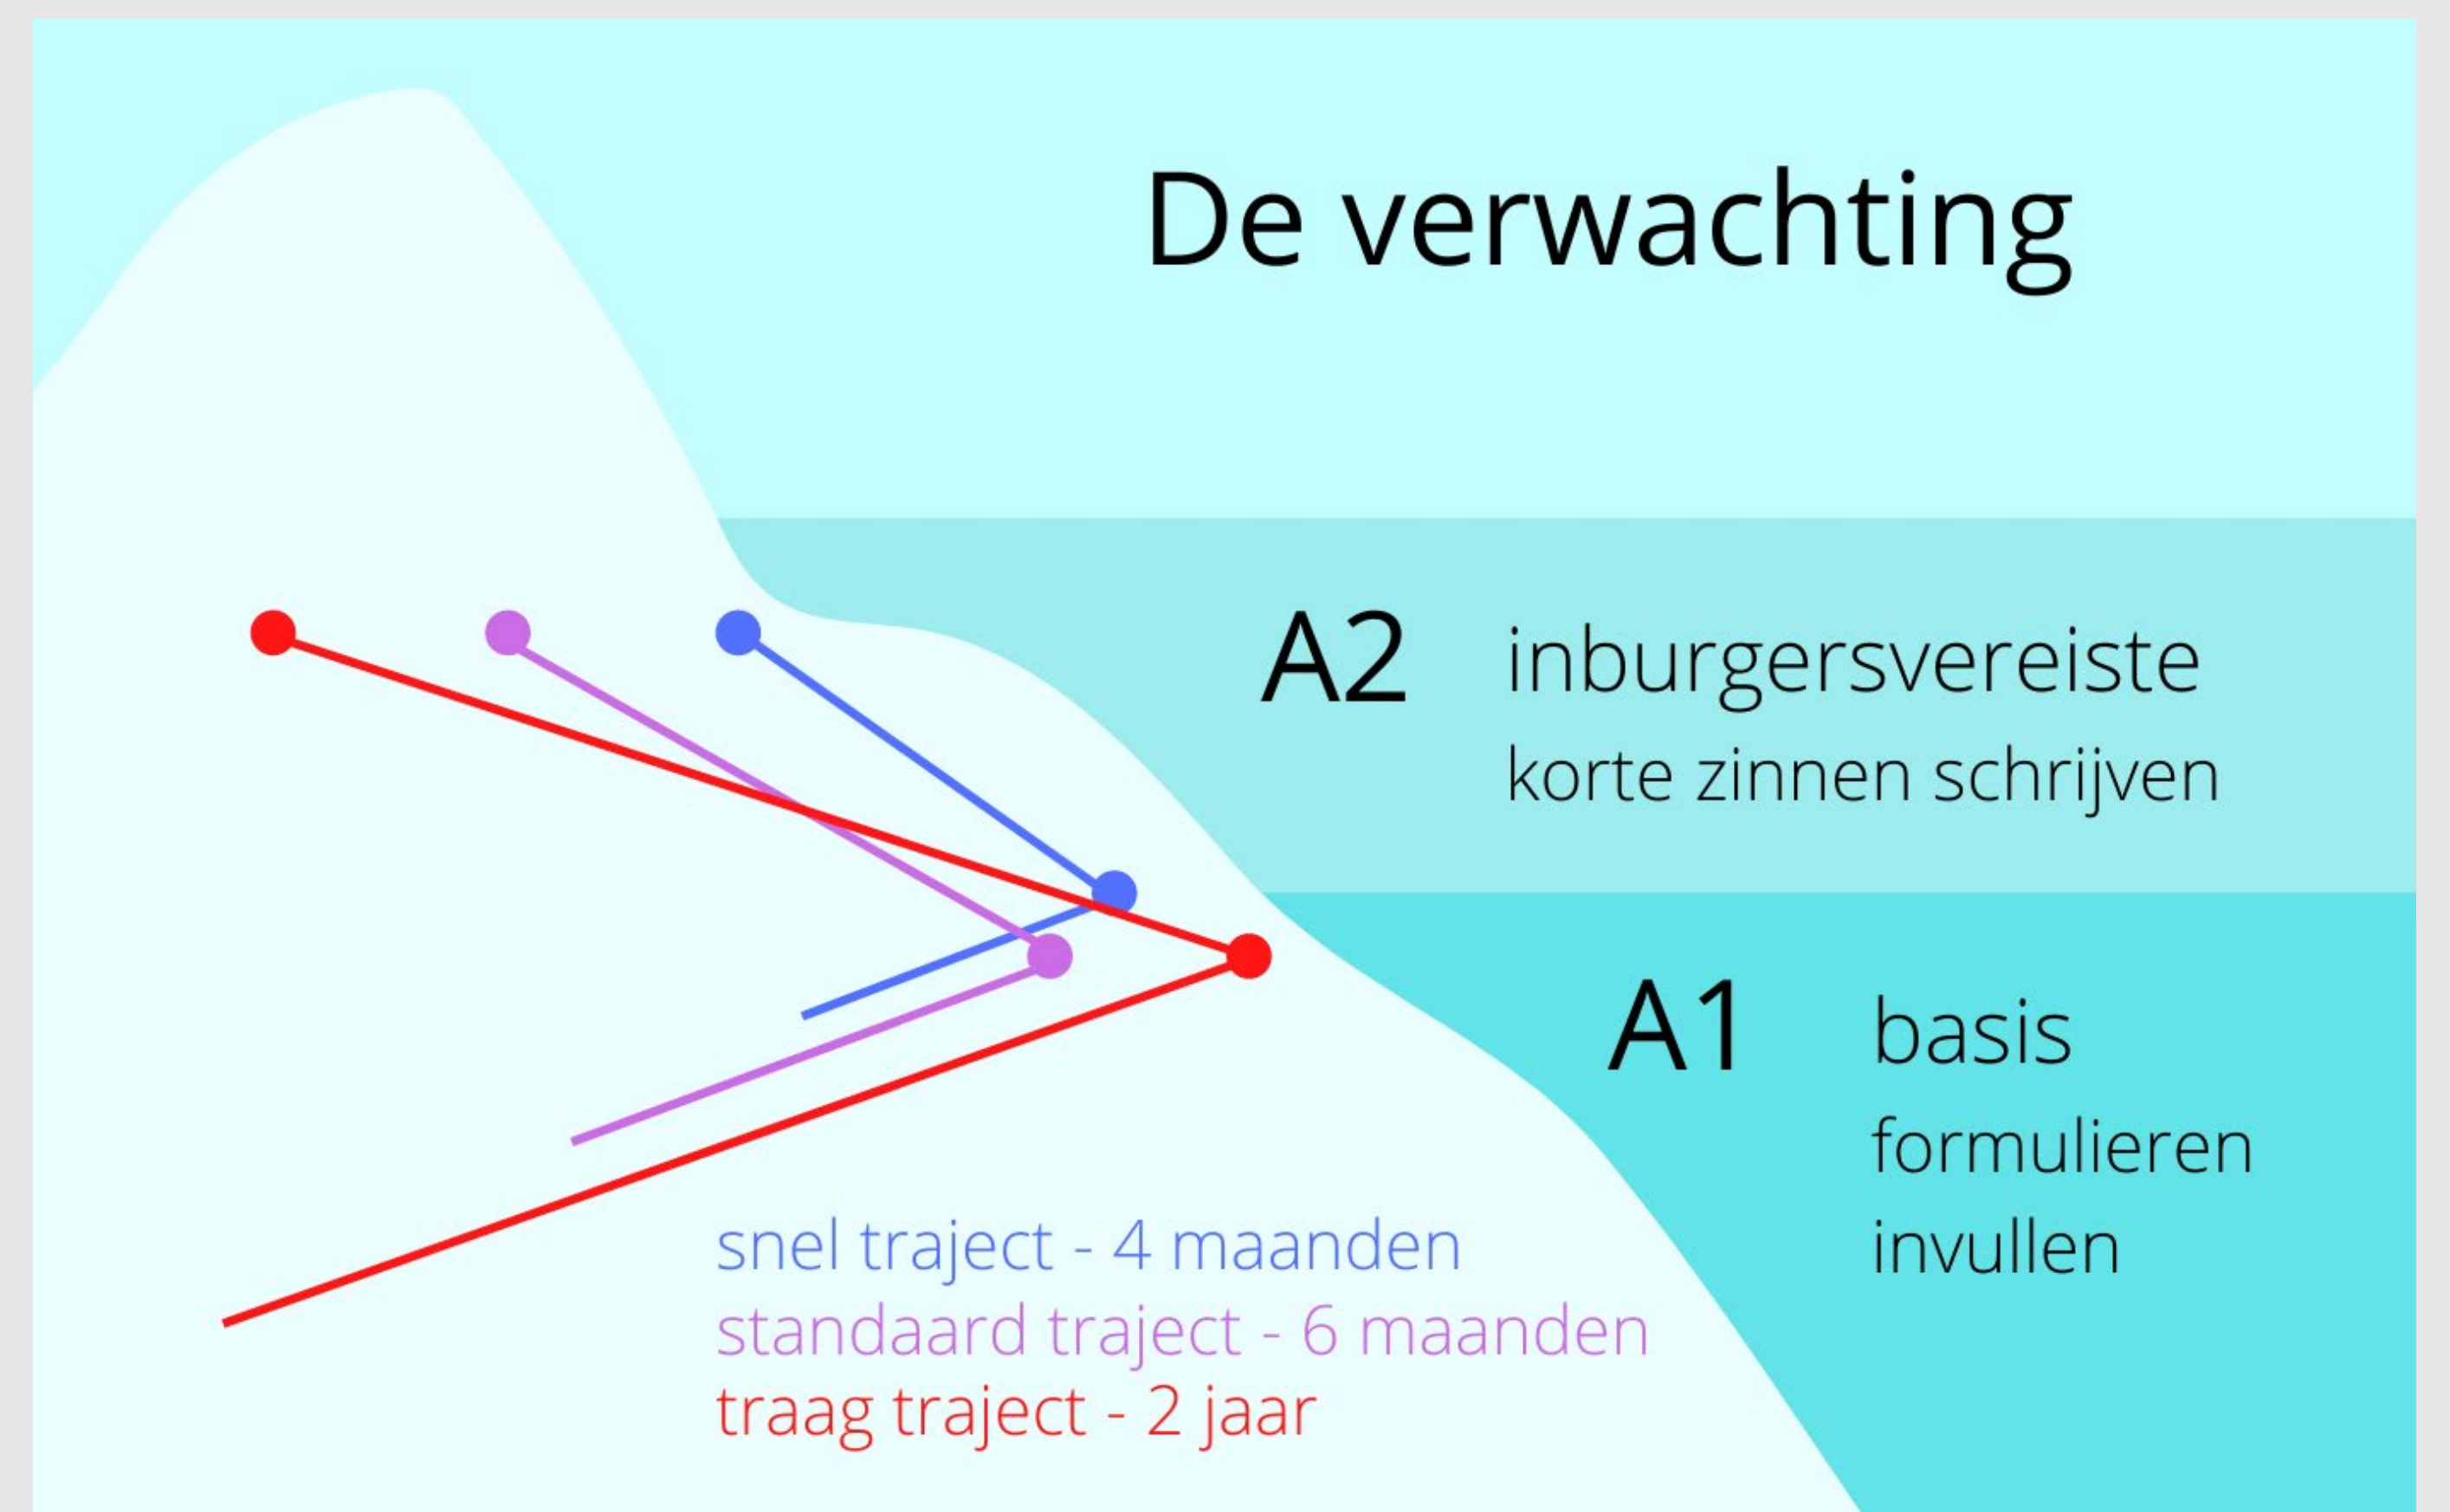 De verwachting
A2 inburgersvereiste
korte zinnen schrijven
A1 basis
formulieren
invullen
snel traject - 4 maanden
standaard traject - 6 maanden
traag traject - 2 jaar